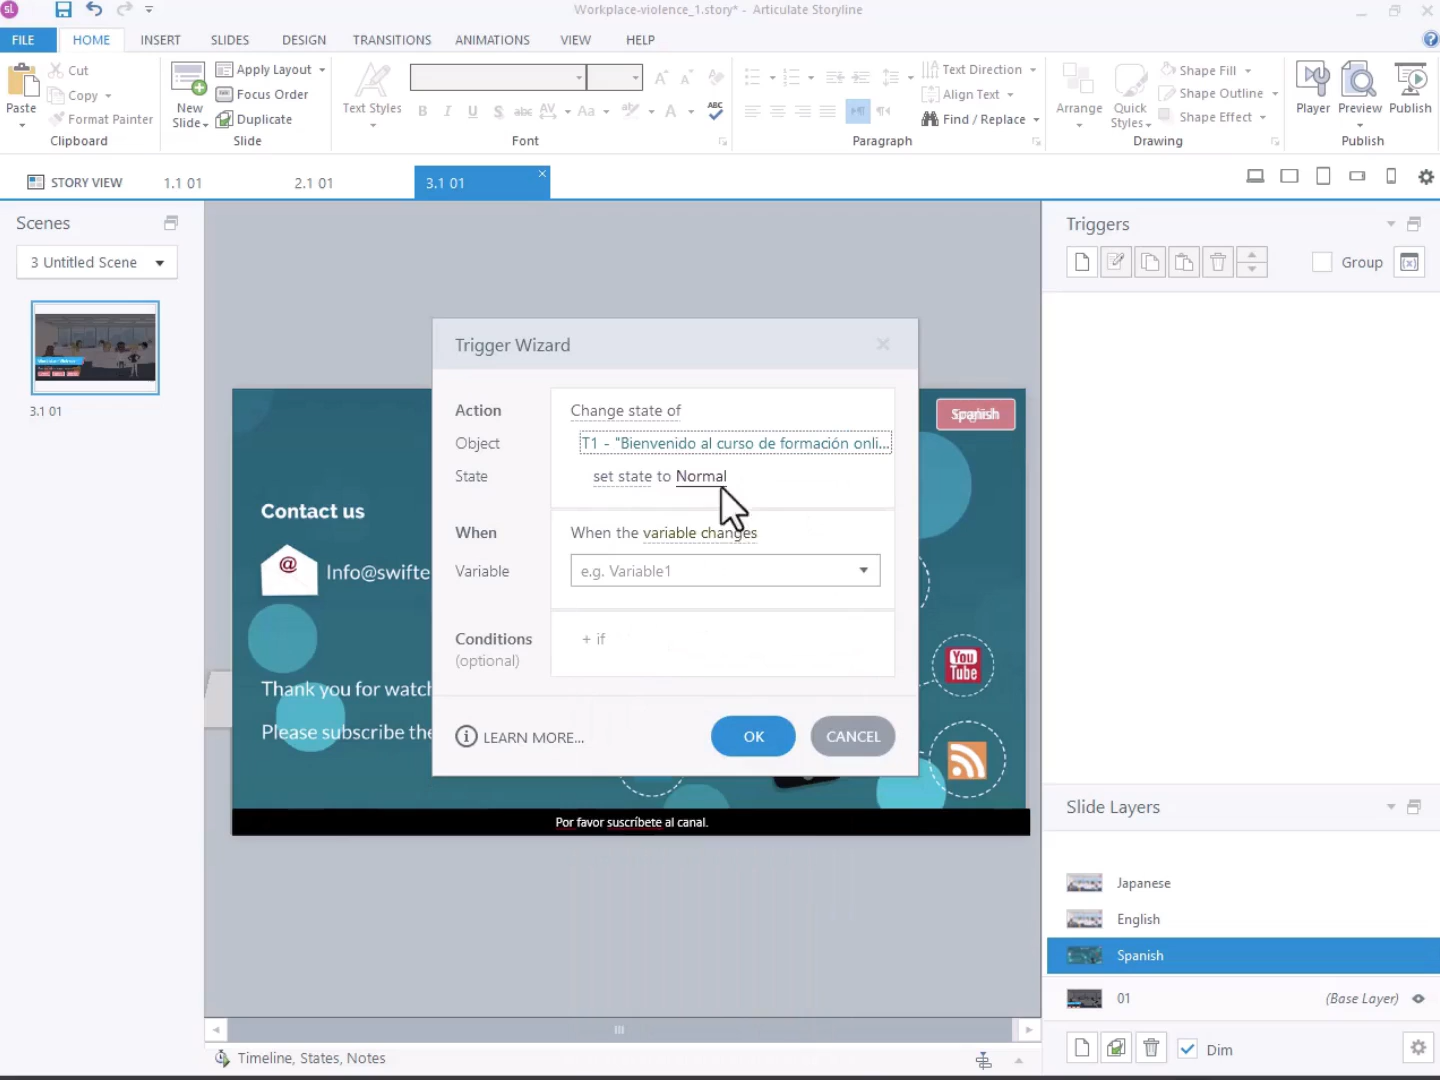 Workplace-violence_1.story* - Articulate Storyline
FILE
HOME
INSERT
SLIDES
DESIGN
TRANSITIONS
ANIMATIONS
VIEW
HELP
Paste
Cut
Copy
Format Painter
Clipboard
New
Slide
Apply Layout
Focus Order
Duplicate
Slide
Text Styles
B
I
U
S
abc
AV
Aa
A
ABC
Font
Text Direction
Align Text
Find / Replace
Paragraph
Arrange
Quick
Styles
Shape Fill
Shape Outline
Shape Effect
Drawing
Player
Preview
Publish
Publish
STORY VIEW
1.1 01
2.1 01
3.1 01
Scenes
3 Untitled Scene
3.1 01
Contact us
@
Info@swifte
Thank you for watch
Please subscribe the
You
Tube
Por favor suscríbete al canal.
Trigger Wizard
Action
Change state of
Object
T1 - "Bienvenido al curso de formación onli...
State
set state to Normal
When
When the variable changes
Variable
e.g. Variable1
Conditions
(optional)
+ if
LEARN MORE...
OK
CANCEL
Triggers
Group
Slide Layers
Japanese
English
Spanish
01
(Base Layer)
Dim
Timeline, States, Notes